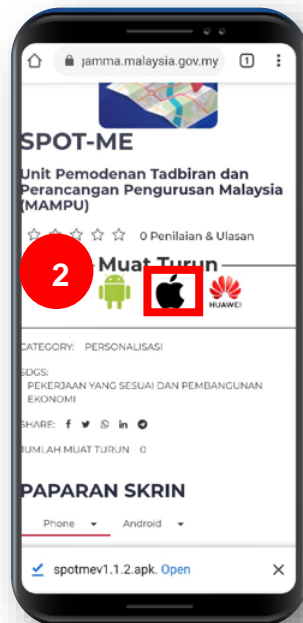 jamma.malaysia.gov.my 1
SPOT-ME
Unit Pemodenan Tadbiran dan
Perancangan Pengurusan Malaysia
(MAMPU)
0 Penilaian & Ulasan
2
Muat Turun
HUAWEI
CATEGORY: PERSONALISASI
SDGS:
PEKERJAAN YANG SESUAI DAN PEMBANGUNAN
EKONOMI
SHARE:
JUMLAH MUAT TURUN 0
PAPARAN SKRIN
Phone Android
spotmev1.1.2.apk. Open